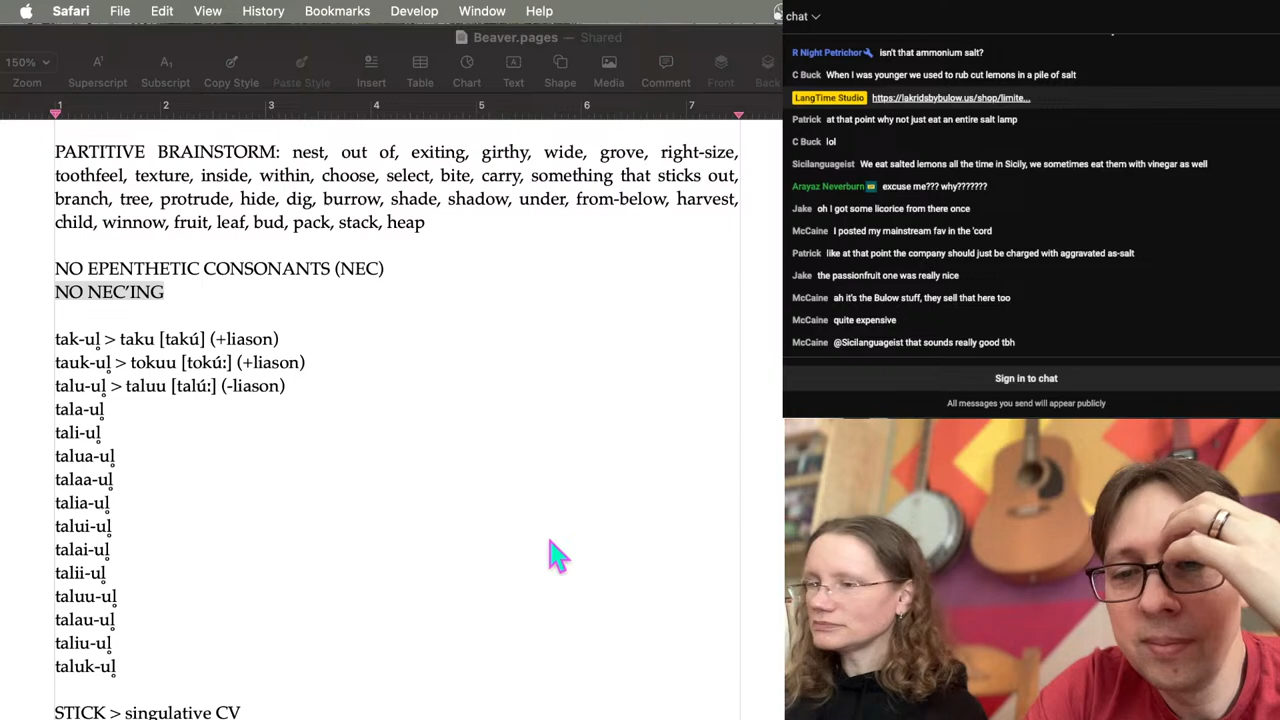 Safari File Edit View History Bookmarks Develop Window Help
Beaver.pages — Shared
150%
Zoom Superscript Subscript Copy Style Paste Style Insert Table Chart Text Shape Media Comment Front Back
1 2 3 4 5 6 7
PARTITIVE BRAINSTORM: nest, out of, exiting, girthy, wide, grove, right-size,
toothfeel, texture, inside, within, choose, select, bite, carry, something that sticks out,
branch, tree, protrude, hide, dig, burrow, shade, shadow, under, from-below, harvest,
child, winnow, fruit, leaf, bud, pack, stack, heap
NO EPENTHETIC CONSONANTS (NEC)
NO NEC’ING
tak-ul̥ > taku [takú] (+liason)
tauk-ul̥ > tokuu [tokú:] (+liason)
talu-ul̥ > taluu [talú:] (-liason)
tala-ul̥
tali-ul̥
talua-ul̥
talaa-ul̥
talia-ul̥
talui-ul̥
talai-ul̥
talii-ul̥
taluu-ul̥
talau-ul̥
taliu-ul̥
taluk-ul̥
STICK > singulative CV
chat
R Night Petrichor isn't that ammonium salt?
C Buck When I was younger we used to rub cut lemons in a pile of salt
LangTime Studio https://lakridsbybulow.us/shop/limite...
Patrick at that point why not just eat an entire salt lamp
C Buck lol
Sicilanguageist We eat salted lemons all the time in Sicily, we sometimes eat them with vinegar as well
Arayaz Neverburn excuse me??? why???????
Jake oh I got some licorice from there once
McCaine I posted my mainstream fav in the 'cord
Patrick like at that point the company should just be charged with aggravated as-salt
Jake the passionfruit one was really nice
McCaine ah it's the Bulow stuff, they sell that here too
McCaine quite expensive
McCaine @Sicilanguageist that sounds really good tbh
Sign in to chat
All messages you send will appear publicly